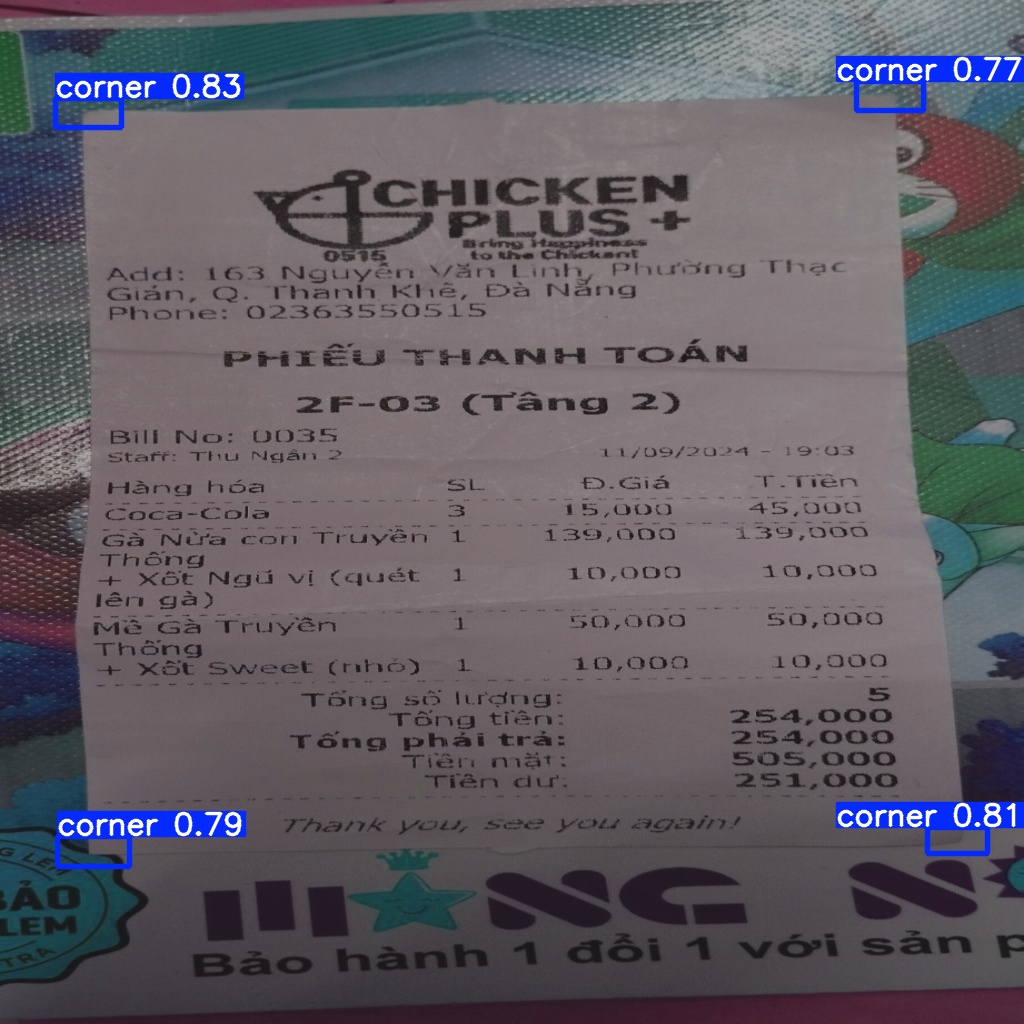 corner 0.83
corner 0.77
CHICKEN
PLUS +
Bring Happiness
to the Chickent
0515
Add: 163 Nguyễn Văn Linh, Phường Thạc
Gián, Q. Thanh Khê, Đà Nẵng
Phone: 02363550515
PHIẾU THANH TOÁN
2F-03 (Tầng 2)
Bill No: 0035
Staff: Thu Ngân 2 11/09/2024 - 19:03
Hàng hóa SL Đ.Giá T.Tiền
Coca-Cola 3 15,000 45,000
Gà Nửa con Truyền 1 139,000 139,000
Thống
+ Xốt Ngũ vị (quét 1 10,000 10,000
lên gà)
Mề Gà Truyền 1 50,000 50,000
Thống
+ Xốt Sweet (nhỏ) 1 10,000 10,000
Tổng số lượng: 5
Tổng tiền: 254,000
Tổng phải trả: 254,000
Tiền mặt: 505,000
Tiền dư: 251,000
Thank you, see you again!
corner 0.79
corner 0.81
BẢO
LEM
TRA
Bảo hành 1 đổi 1 với sản